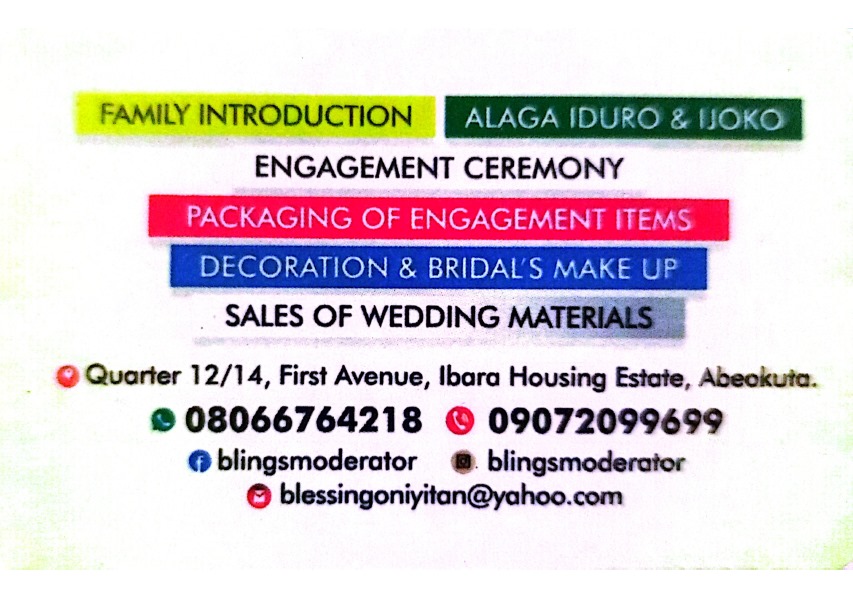 FAMILY INTRODUCTION ALAGA IDURO & IJOKO
ENGAGEMENT CEREMONY
PACKAGING OF ENGAGEMENT ITEMS
DECORATION & BRIDAL'S MAKE UP
SALES OF WEDDING MATERIALS
Quarter 12/14, First Avenue, Ibara Housing Estate, Abeokuta.
08066764218 09072099699
blingsmoderator blingsmoderator
blessingoniyitan@yahoo.com